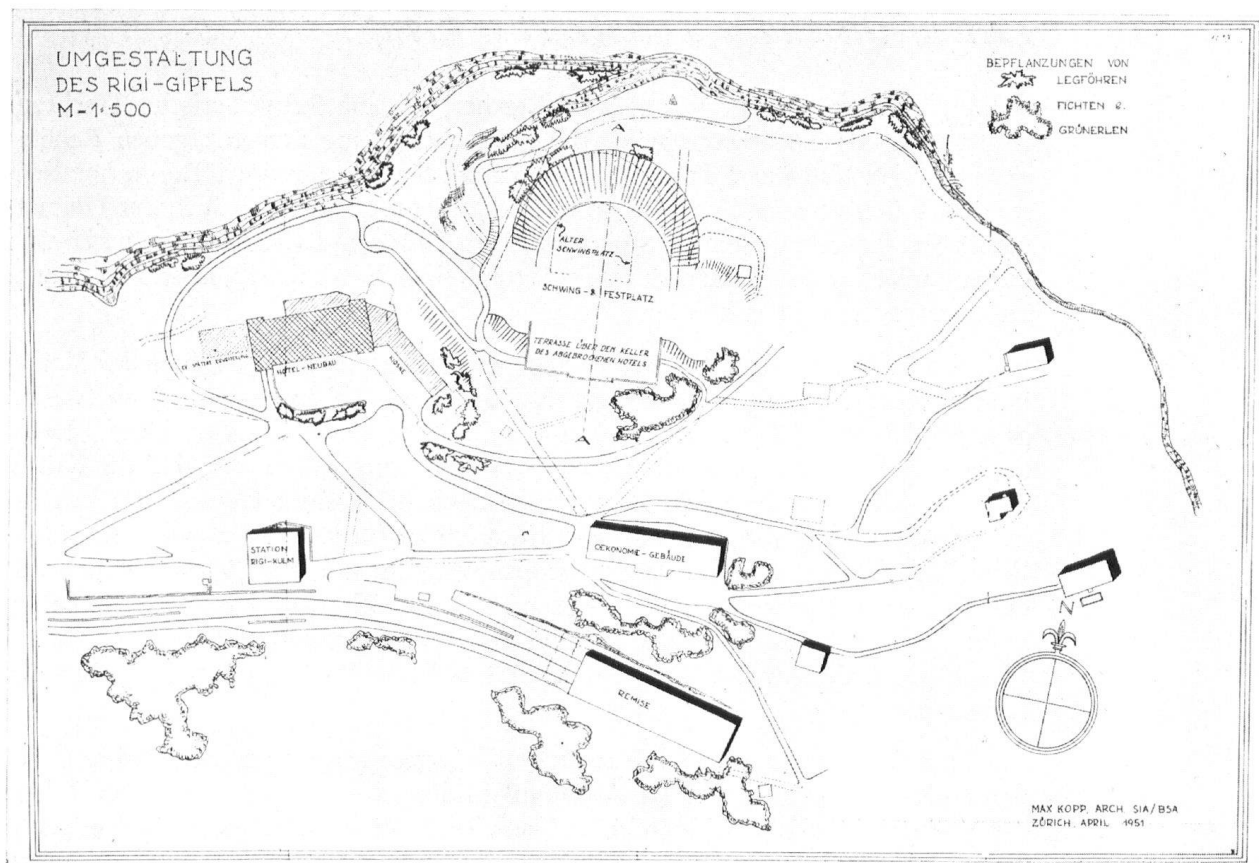 UMGESTALTUNG
DES RIGI-GIPFELS
M-1:500
BEPFLANZUNGEN VON
LEGFÖHREN
FICHTEN &
GRÜNERLEN
A
ALTER
SCHWINGPLATZ
SCHWING- & FESTPLATZ
TERRASSE ÜBER DEM KELLER
DES ABGEBROCHENEN HOTELS
HOTEL-NEUBAU
A
STATION
RIGI-KULM
OEKONOMIE-GEBÄUDE
REMISE
N
MAX KOPP, ARCH. SIA/BSA
ZÜRICH, APRIL 1951